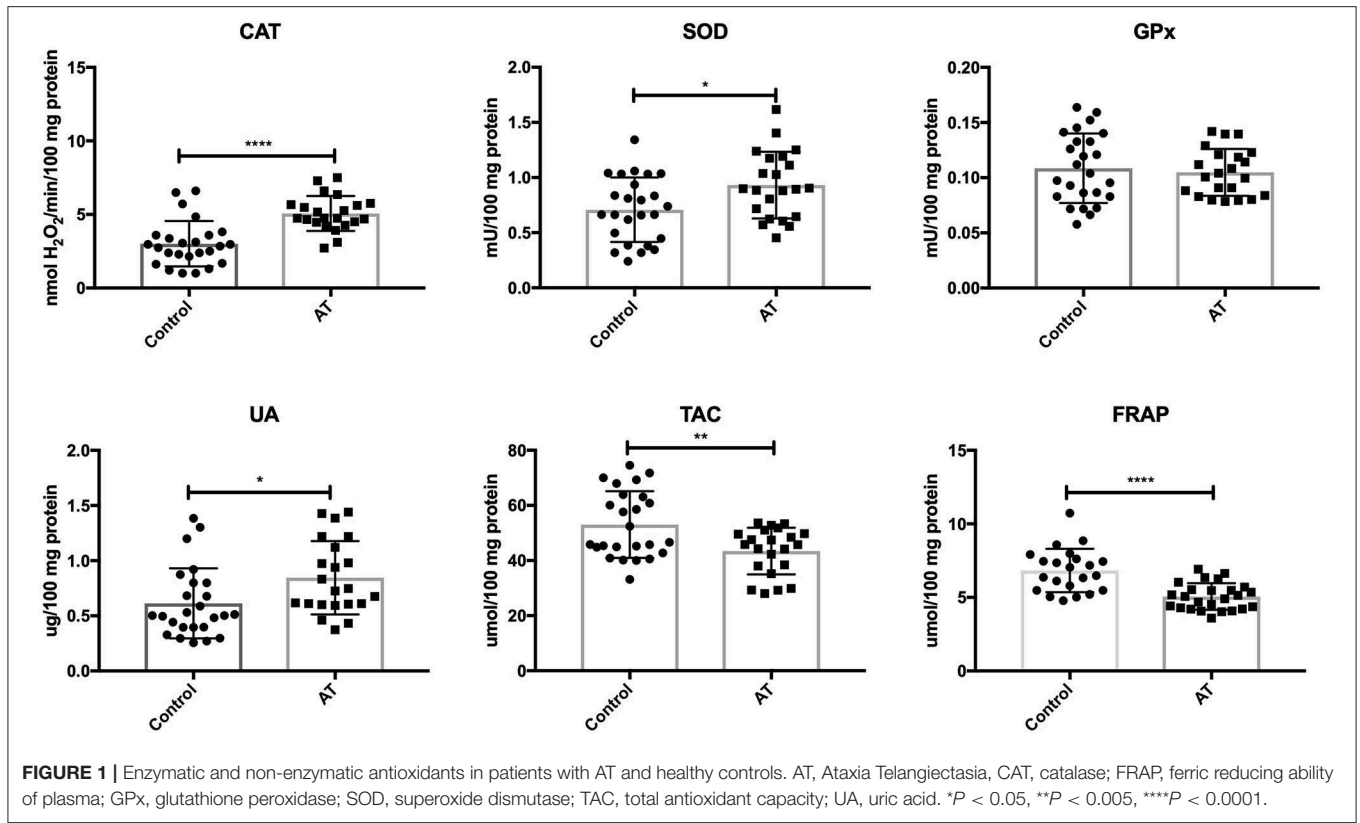 CAT
15
10
5
0
nmol H2O2/min/100 mg protein
****
Control
AT
SOD
2.0
1.5
1.0
0.5
0.0
mU/100 mg protein
*
Control
AT
GPx
0.20
0.15
0.10
0.05
0.00
mU/100 mg protein
Control
AT
UA
2.0
1.5
1.0
0.5
0.0
ug/100 mg protein
*
Control
AT
TAC
80
60
40
20
0
umol/100 mg protein
**
Control
AT
FRAP
15
10
5
0
umol/100 mg protein
****
Control
AT
FIGURE 1 | Enzymatic and non-enzymatic antioxidants in patients with AT and healthy controls. AT, Ataxia Telangiectasia, CAT, catalase; FRAP, ferric reducing ability
of plasma; GPx, glutathione peroxidase; SOD, superoxide dismutase; TAC, total antioxidant capacity; UA, uric acid. *P < 0.05, **P < 0.005, ****P < 0.0001.